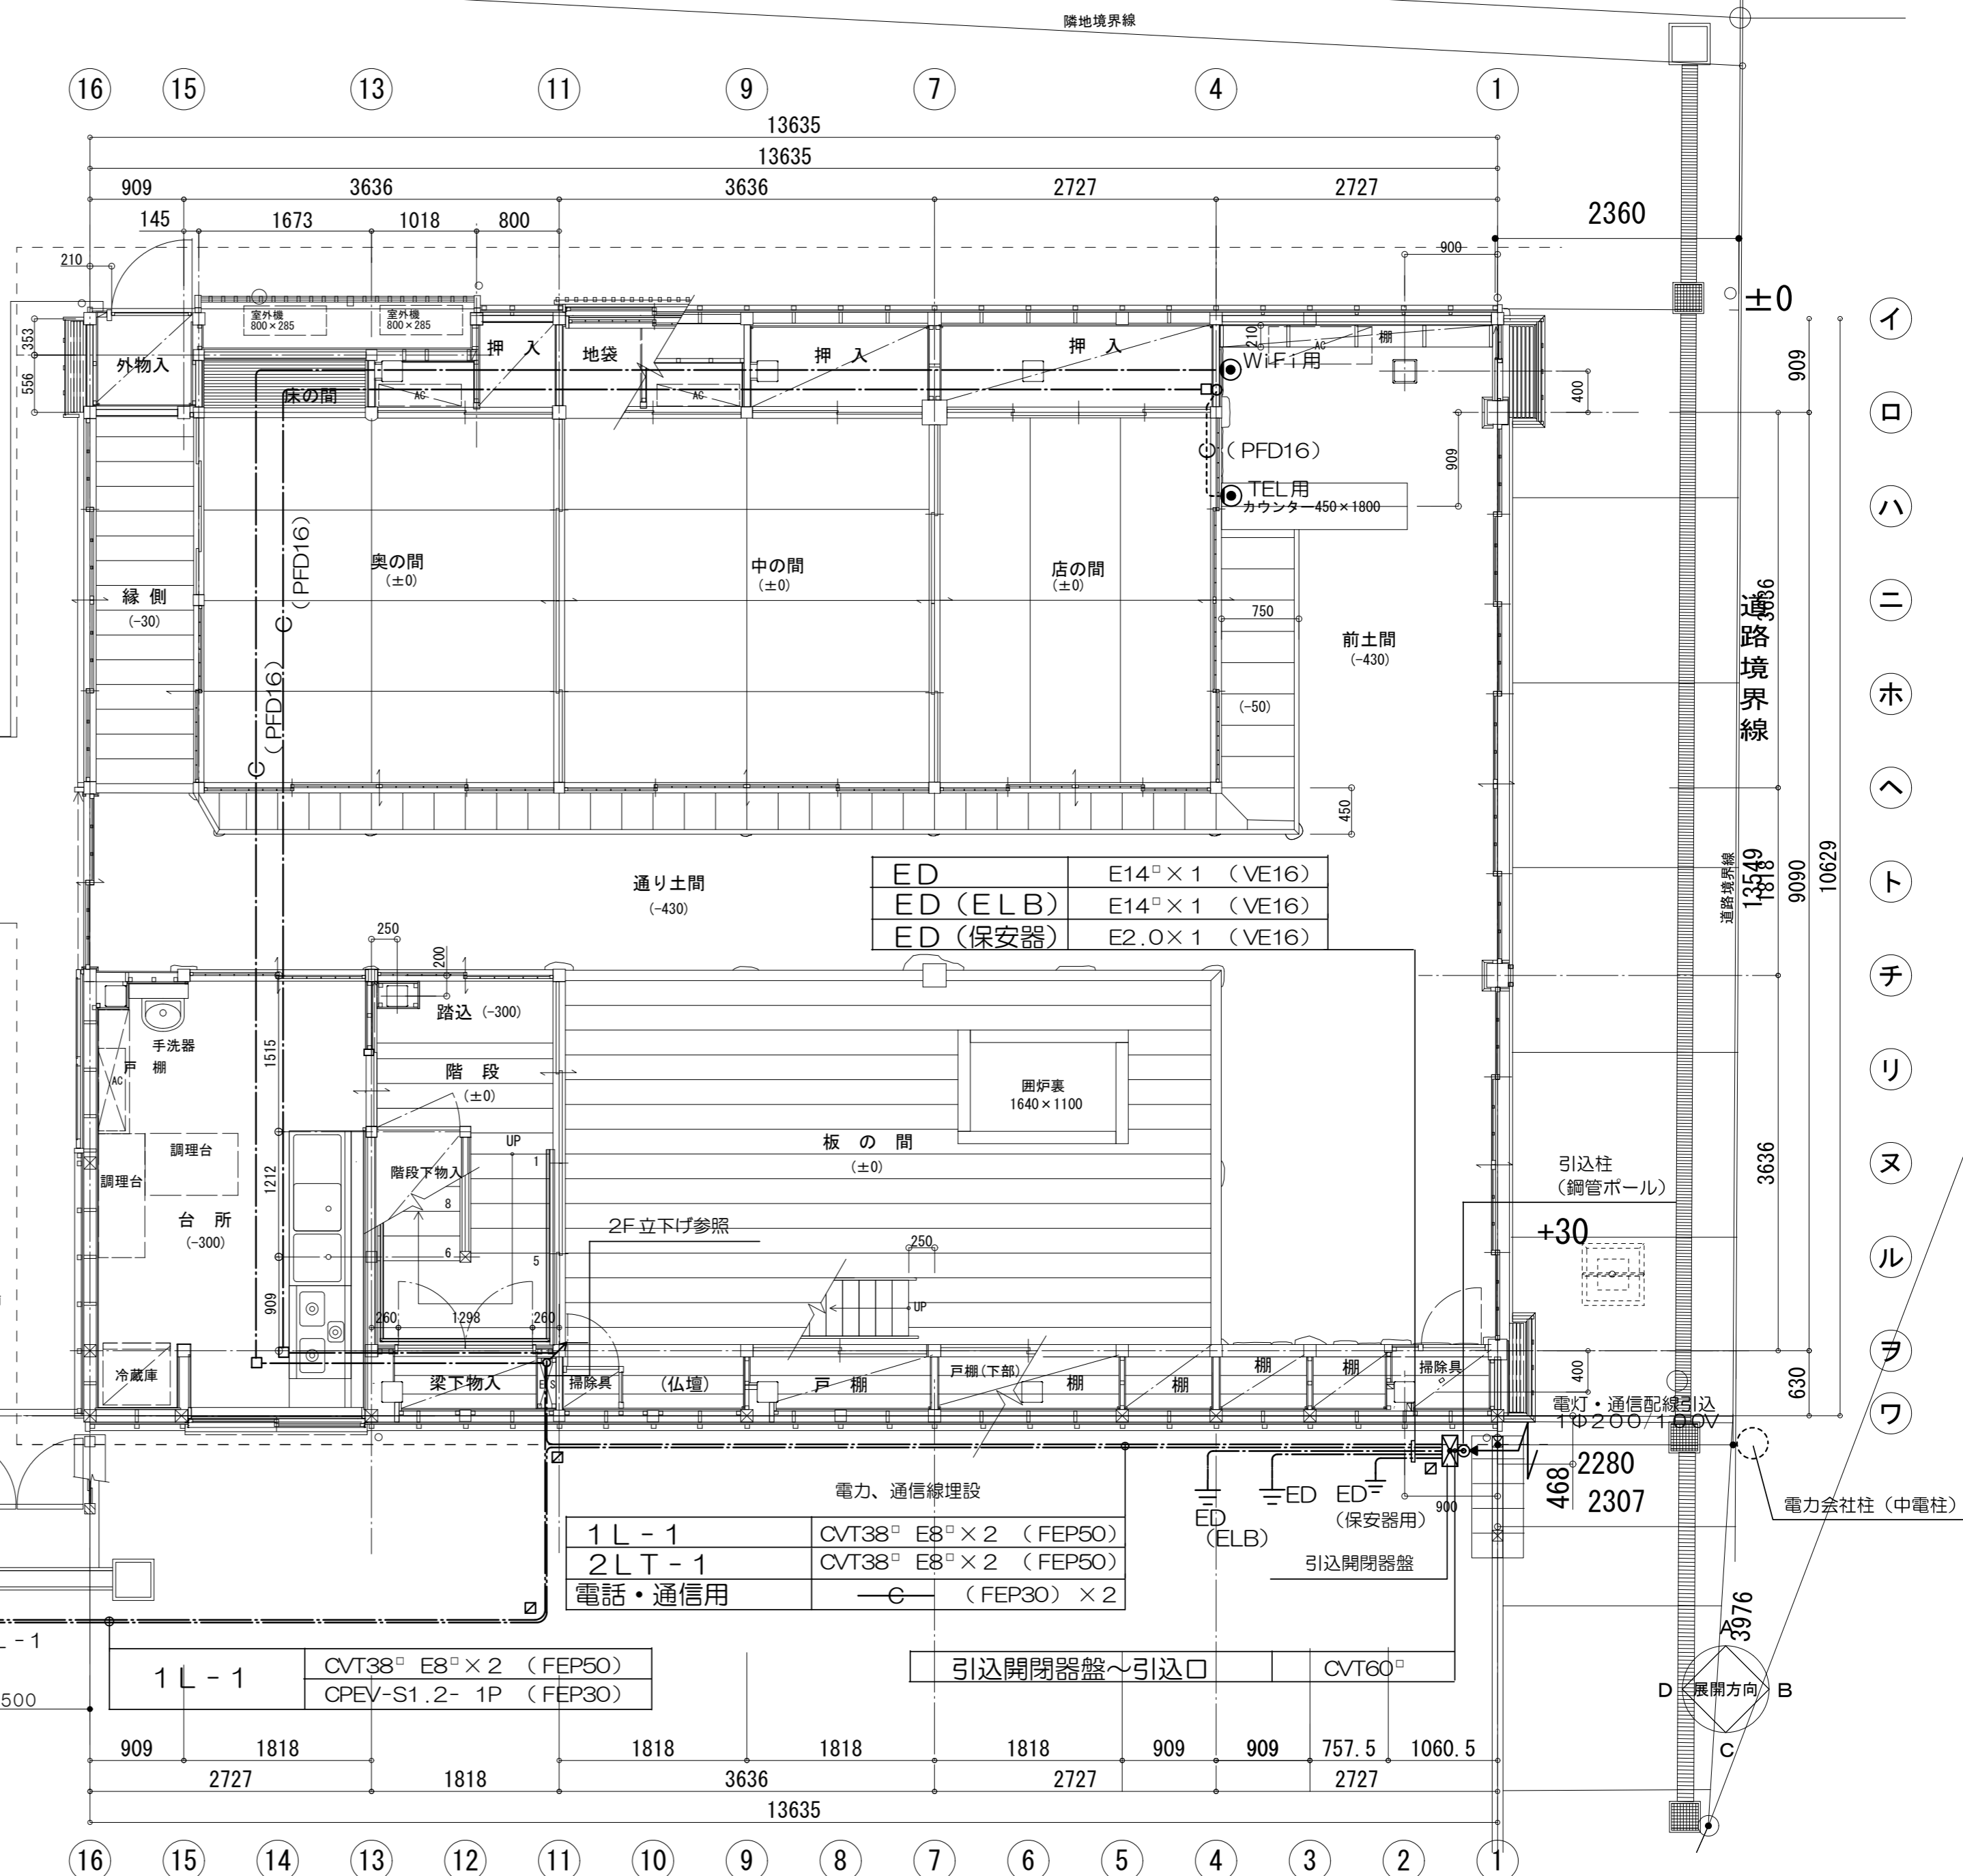 隣地境界線
16 15 13 11 9 7 4 1
13635
13635
909 3636 3636 2727 2727
145 1673 1018 800
2360
900
210
±0
イ
室外機
800×285
室外機
800×285
353
556
外物入
押 入
地袋
押 入
押 入
210
AC
棚
WiFi用
909
400
床の間
AC
AC
ロ
(PFD16)
909
TEL用
カウンター450×1800
ハ
(PFD16)
奥の間
(±0)
中の間
(±0)
店の間
(±0)
縁 側
(-30)
ニ
750
3636
道路境界線
前土間
(-430)
(PFD16)
(-50)
ホ
ヘ
450
通り土間
(-430)
ED E14□×1 (VE16)
ED(ELB) E14□×1 (VE16)
ED(保安器) E2.0×1 (VE16)
道路境界線
13549
1818
9090
10629
ト
250
200
チ
踏込 (-300)
手洗器
戸 棚
AC
1515
階 段
(±0)
囲炉裏
1640×1100
リ
UP
板 の 間
(±0)
調理台
調理台
1212
階段下物入
1
8
6
5
3636
引込柱
(鋼管ポール)
ヌ
台 所
(-300)
2F立下げ参照
+30
250
UP
ル
909
260 1298 260
冷蔵庫
梁下物入
掃除具
(仏壇)
戸 棚
戸棚(下部)
棚
棚
棚
棚
掃除具
400
630
ヲ
ワ
電灯・通信配線引込
1Φ200/100V
電力、通信線埋設
ED
(ELB)
ED
ED
(保安器用)
900
468
2280
2307
電力会社柱(中電柱)
引込開閉器盤
1L-1 CVT38□ E8□×2 (FEP50)
2LT-1 CVT38□ E8□×2 (FEP50)
電話・通信用 C (FEP30)×2
L-1
1L-1 CVT38□ E8□×2 (FEP50)
CPEV-S1.2- 1P (FEP30)
引込開閉器盤~引込口 CVT60□
3976
A
D 展開方向 B
C
500
909 1818 1818 1818 1818 909 909 757.5 1060.5
2727 1818 3636 2727 2727
13635
16 15 14 13 12 11 10 9 8 7 6 5 4 3 2 1